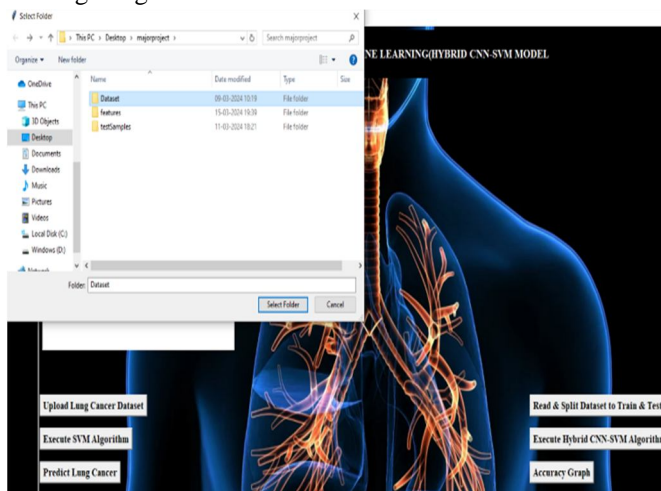 Select Folder
This PC > Desktop > majorproject >
Search majorproject
Organize
New folder
Name
Date modified
Type
Size
OneDrive
This PC
3D Objects
Desktop
Documents
Downloads
Music
Pictures
Videos
Local Disk (C:)
Windows (D:)
Network
Dataset
09-03-2024 10:19
File folder
features
15-03-2024 19:39
File folder
testSamples
11-03-2024 18:21
File folder
Folder: Dataset
Select Folder
Cancel
NE LEARNING(HYBRID CNN-SVM MODEL
Upload Lung Cancer Dataset
Read & Split Dataset to Train & Test
Execute SVM Algorithm
Execute Hybrid CNN-SVM Algorithm
Predict Lung Cancer
Accuracy Graph